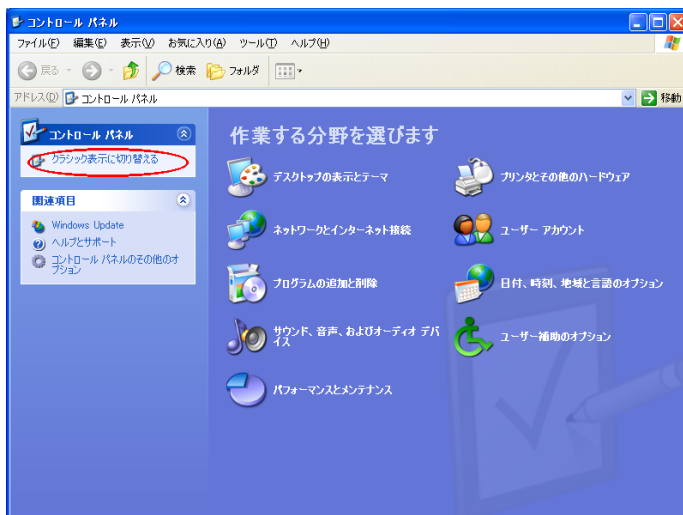 コントロール パネル
ファイル(F) 編集(E) 表示(V) お気に入り(A) ツール(T) ヘルプ(H)
戻る 検索 フォルダ
アドレス(D) コントロール パネル 移動
コントロール パネル
クラシック表示に切り替える
関連項目
Windows Update
ヘルプとサポート
コントロール パネルのその他のオ
プション
作業する分野を選びます
デスクトップの表示とテーマ
プリンタとその他のハードウェア
ネットワークとインターネット接続
ユーザー アカウント
プログラムの追加と削除
日付、時刻、地域と言語のオプション
サウンド、音声、およびオーディオ デバ
イス
ユーザー補助のオプション
パフォーマンスとメンテナンス